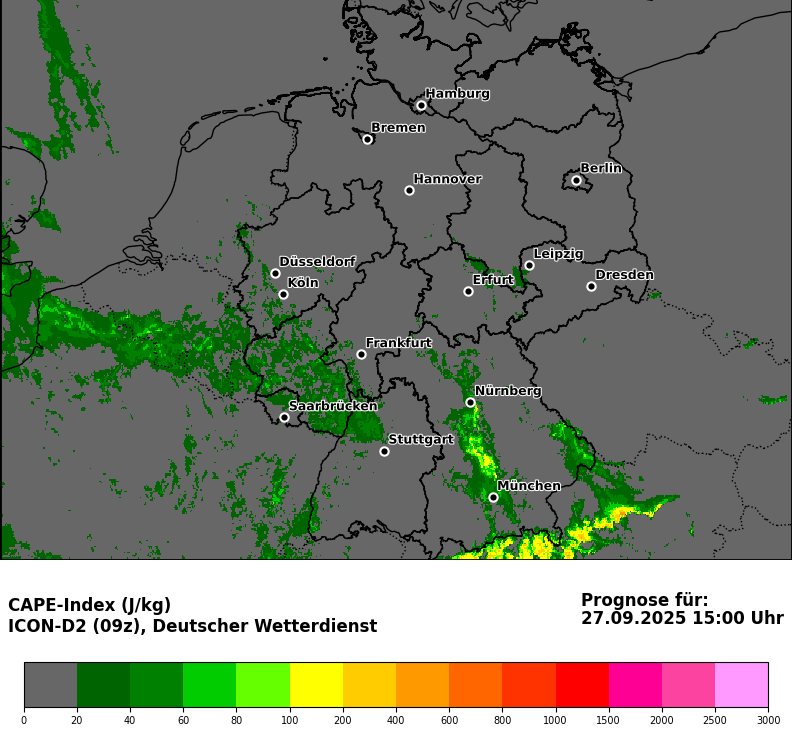 Hamburg
Bremen
Berlin
Hannover
Leipzig
Düsseldorf
Dresden
Köln
Erfurt
Frankfurt
Nürnberg
Saarbrücken
Stuttgart
München
CAPE-Index (J/kg)
ICON-D2 (09z), Deutscher Wetterdienst
Prognose für:
27.09.2025 15:00 Uhr
0 20 40 60 80 100 200 400 600 800 1000 1500 2000 2500 3000